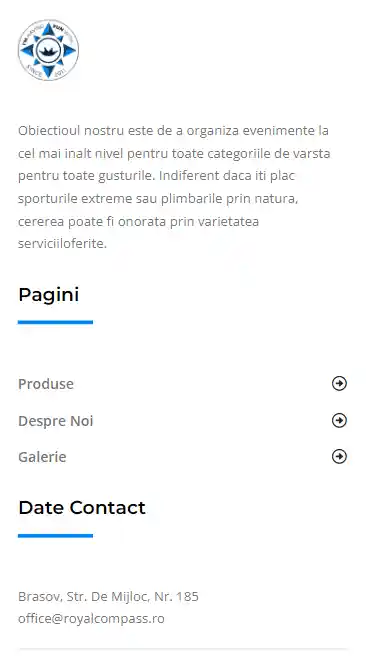 SINCE 2011
Obiectioul nostru este de a organiza evenimente la
cel mai inalt nivel pentru toate categoriile de varsta
pentru toate gusturile. Indiferent daca iti plac
sporturile extreme sau plimbarile prin natura,
cererea poate fi onorata prin varietatea
serviciiloferite.
Pagini
Produse
Despre Noi
Galerie
Date Contact
Brasov, Str. De Mijloc, Nr. 185
office@royalcompass.ro